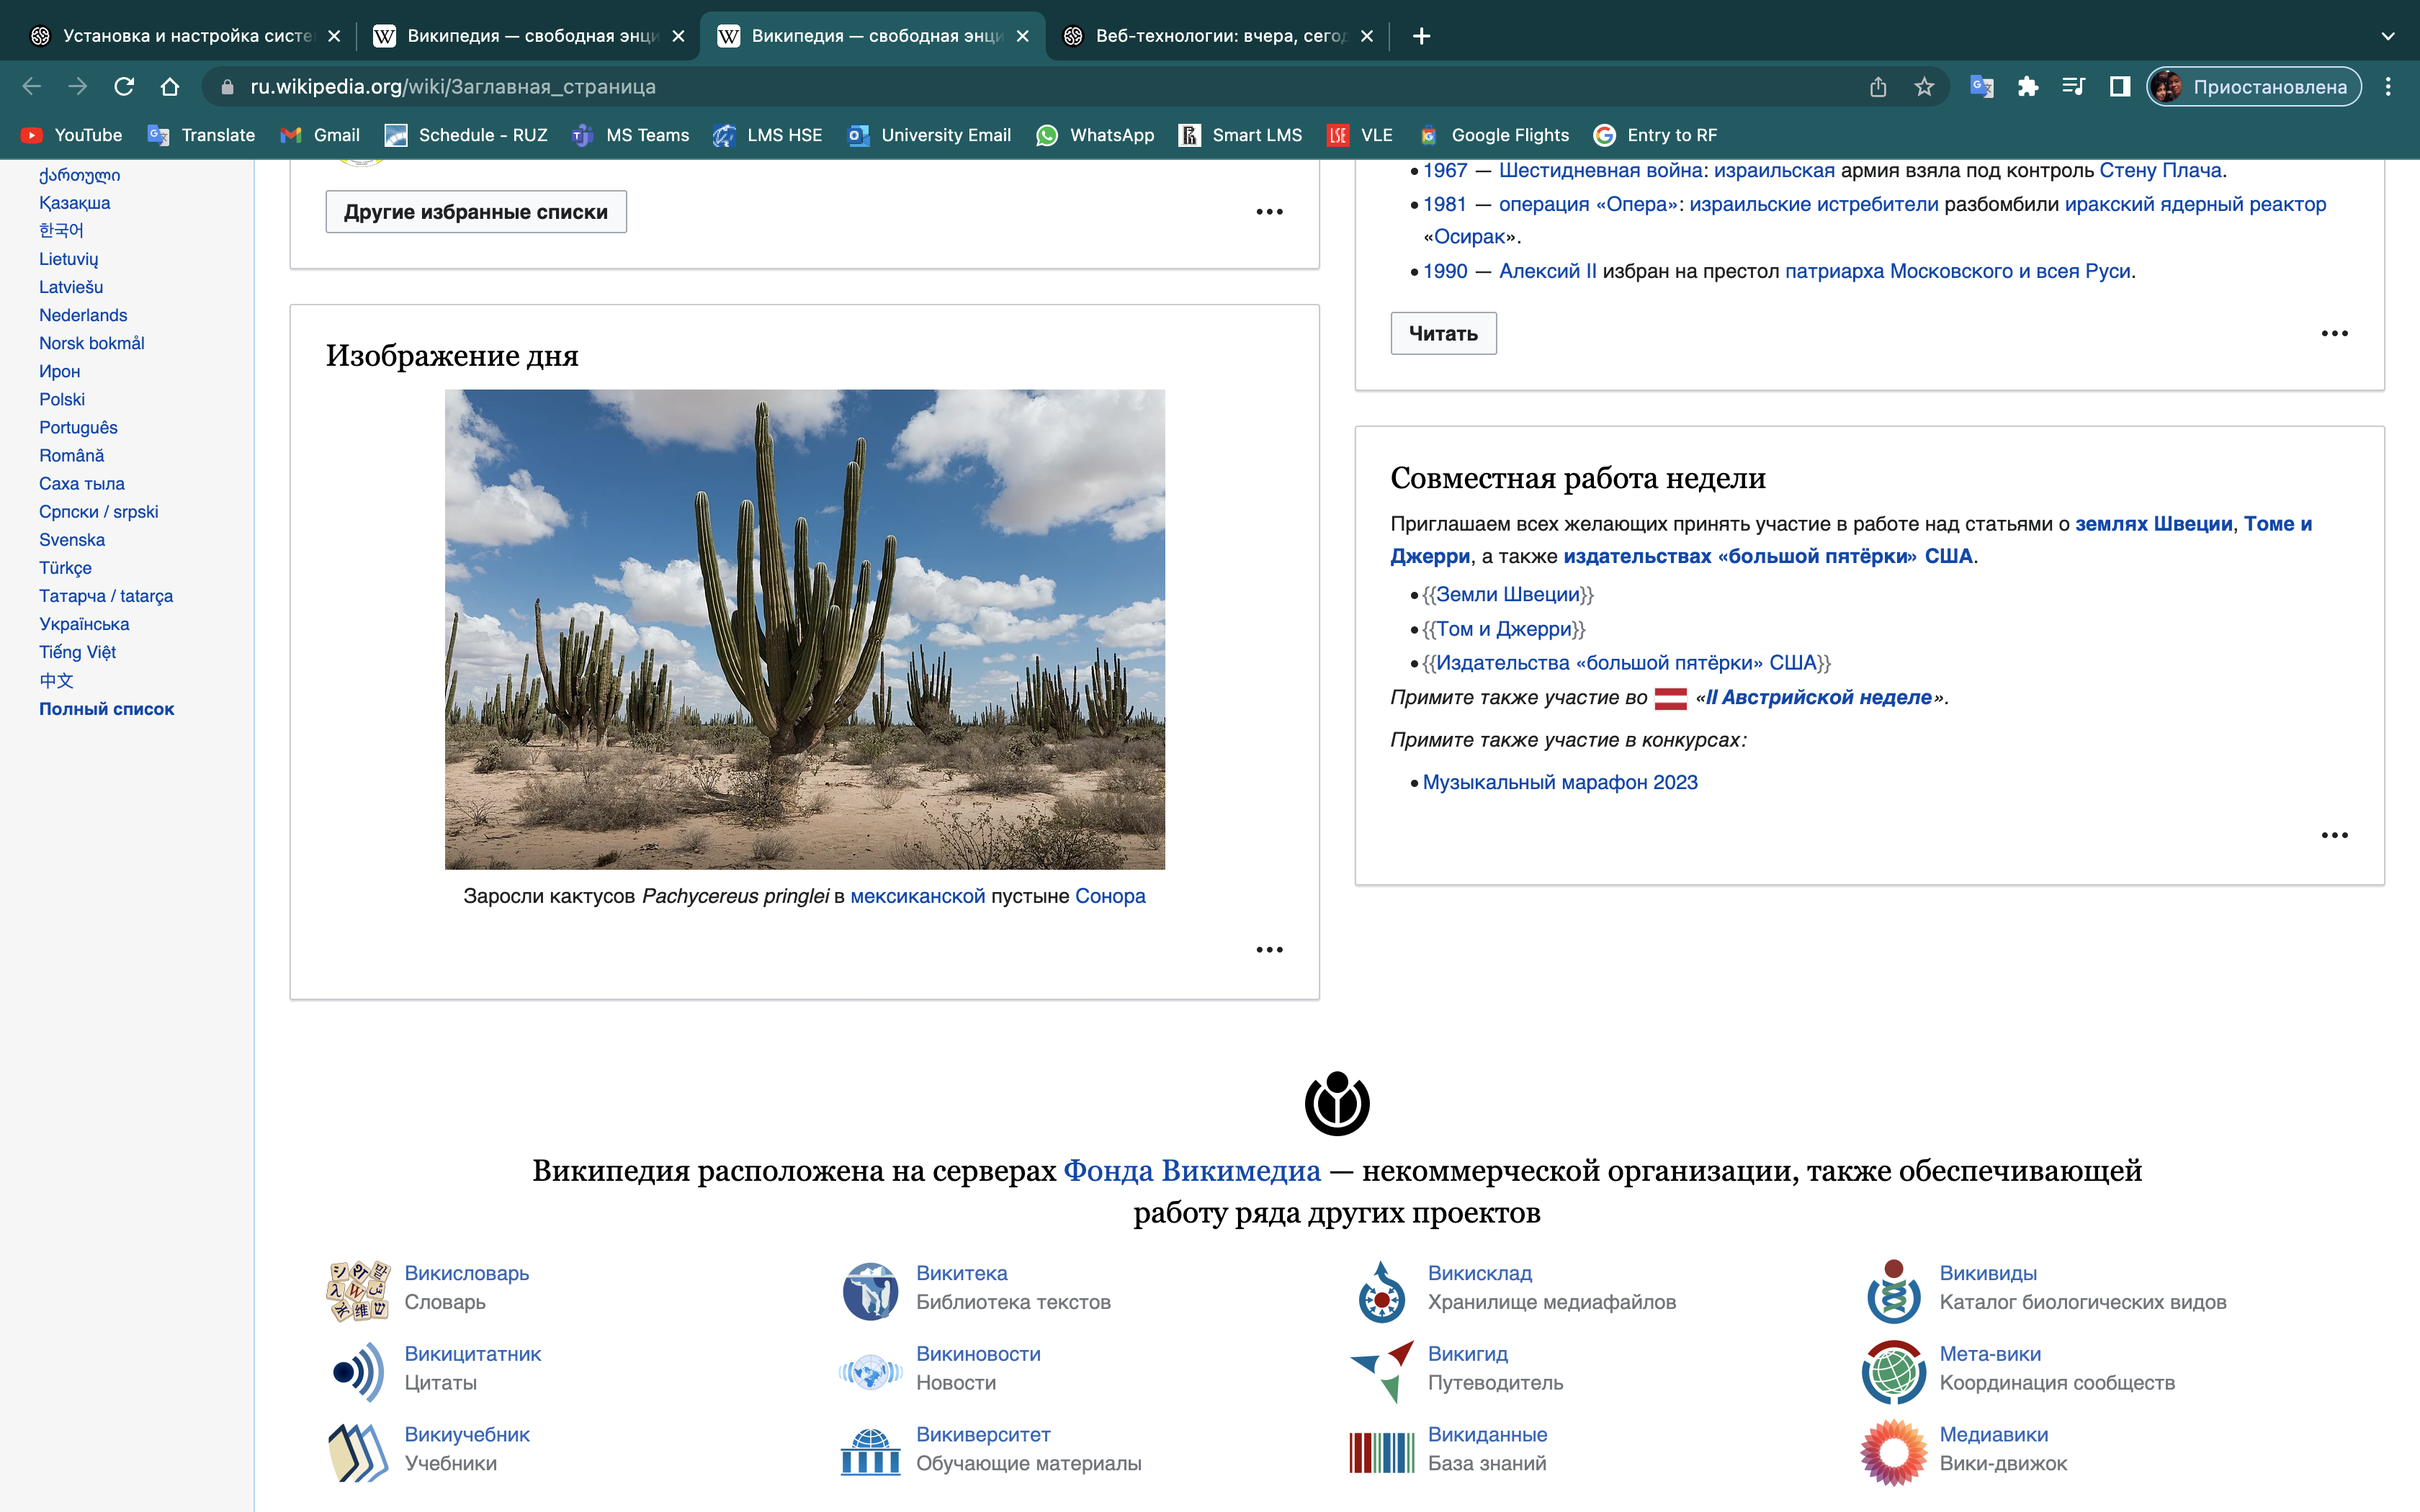 Установка и настройка систе
Википедия — свободная энци
Википедия — свободная энци
Веб-технологии: вчера, сегод
ru.wikipedia.org/wiki/Заглавная_страница
Приостановлена
YouTube
Translate
Gmail
Schedule - RUZ
MS Teams
LMS HSE
University Email
WhatsApp
Smart LMS
LSE
VLE
Google Flights
Entry to RF
ქართული
Қазақша
한국어
Lietuvių
Latviešu
Nederlands
Norsk bokmål
Ирон
Polski
Português
Română
Саха тыла
Српски / srpski
Svenska
Türkçe
Татарча / tatarça
Українська
Tiếng Việt
中文
Полный список
Другие избранные списки
Изображение дня
Заросли кактусов Pachycereus pringlei в мексиканской пустыне Сонора
1967 — Шестидневная война: израильская армия взяла под контроль Стену Плача.
1981 — операция «Опера»: израильские истребители разбомбили иракский ядерный реактор
«Осирак».
1990 — Алексий II избран на престол патриарха Московского и всея Руси.
Читать
Совместная работа недели
Приглашаем всех желающих принять участие в работе над статьями о землях Швеции, Томе и
Джерри, а также издательствах «большой пятёрки» США.
{{Земли Швеции}}
{{Том и Джерри}}
{{Издательства «большой пятёрки» США}}
Примите также участие во «II Австрийской неделе».
Примите также участие в конкурсах:
Музыкальный марафон 2023
Википедия расположена на серверах Фонда Викимедиа — некоммерческой организации, также обеспечивающей
работу ряда других проектов
Викисловарь
Словарь
Викитека
Библиотека текстов
Викисклад
Хранилище медиафайлов
Викивиды
Каталог биологических видов
Викицитатник
Цитаты
Викиновости
Новости
Викигид
Путеводитель
Мета-вики
Координация сообществ
Викиучебник
Учебники
Викиверситет
Обучающие материалы
Викиданные
База знаний
Медиавики
Вики-движок